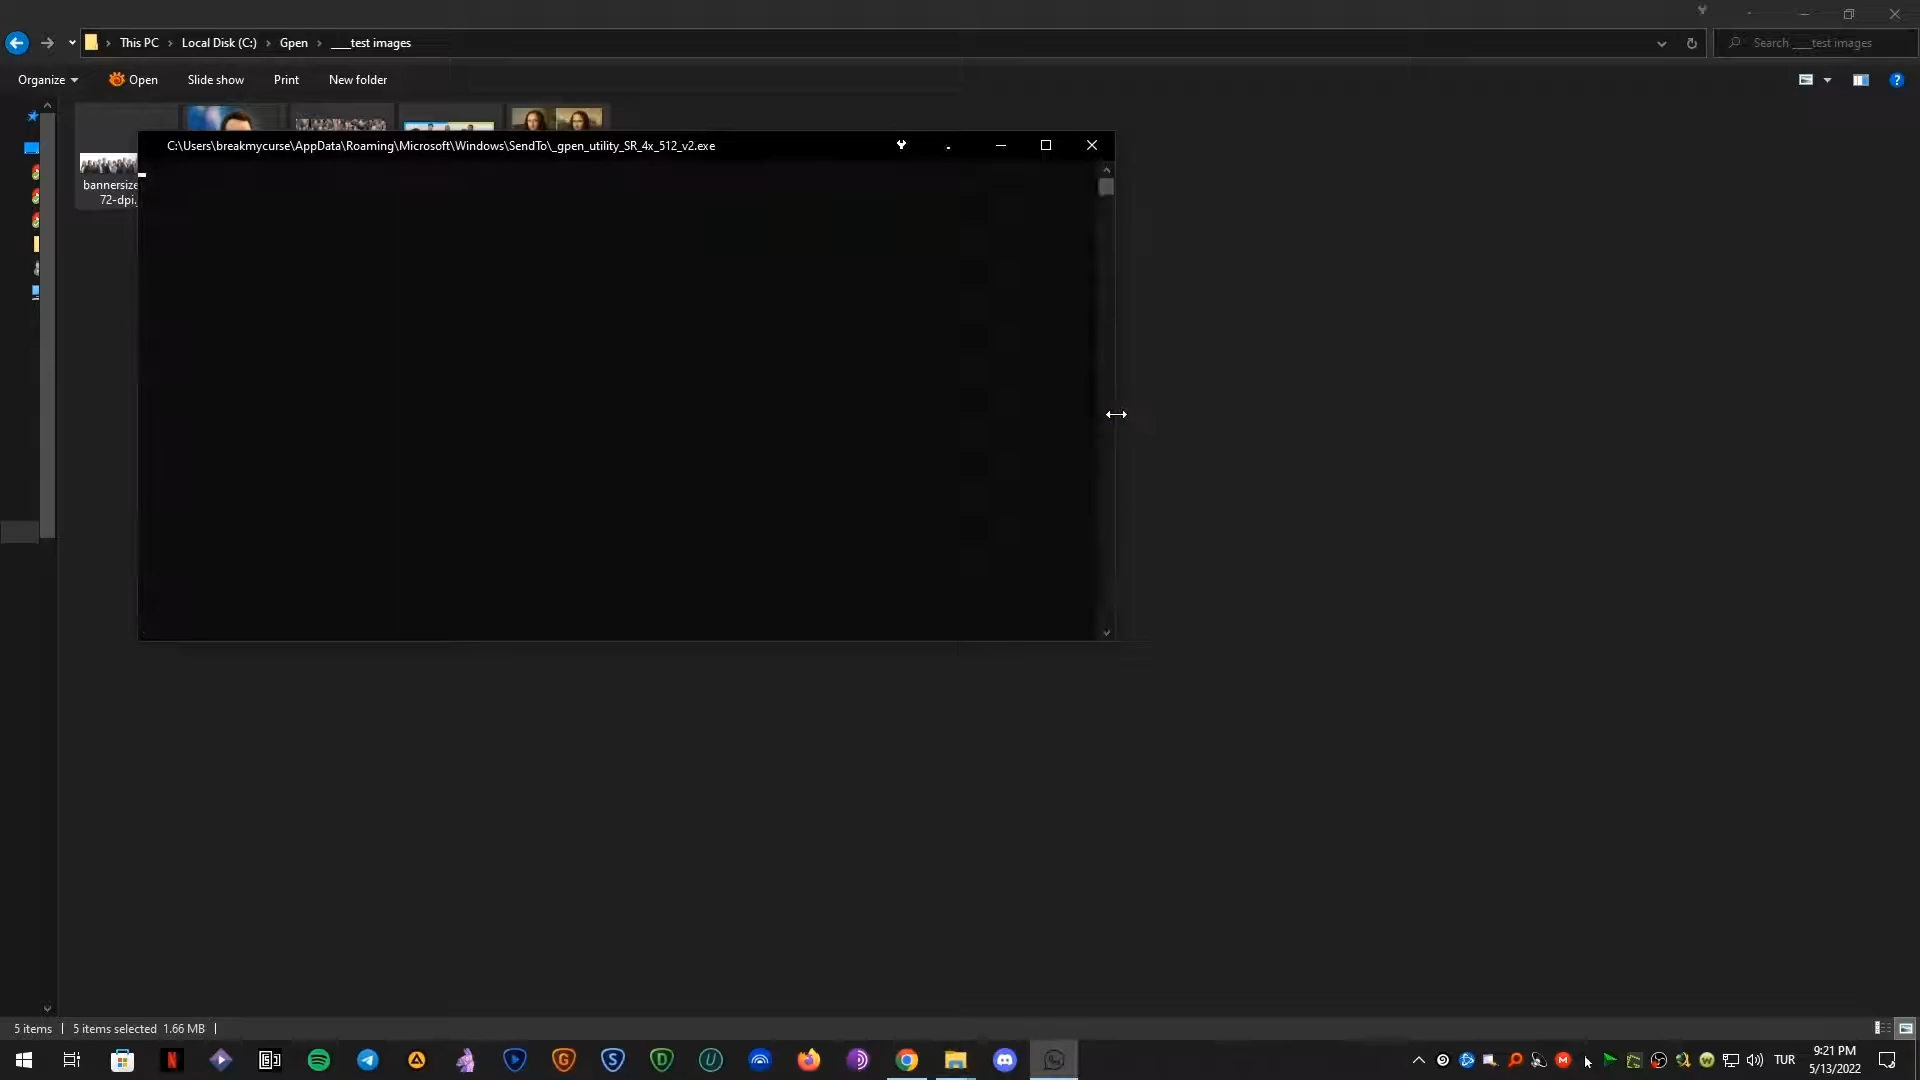 This PC › Local Disk (C:) › Gpen › ___test images
Search ___test images
Organize
Open
Slide show
Print
New folder
C:\Users\breakmycurse\AppData\Roaming\Microsoft\Windows\SendTo\_gpen_utility_SR_4x_512_v2.exe
bannersize
72-dpi.
5 items
5 items selected 1.66 MB
TUR
9:21 PM
5/13/2022